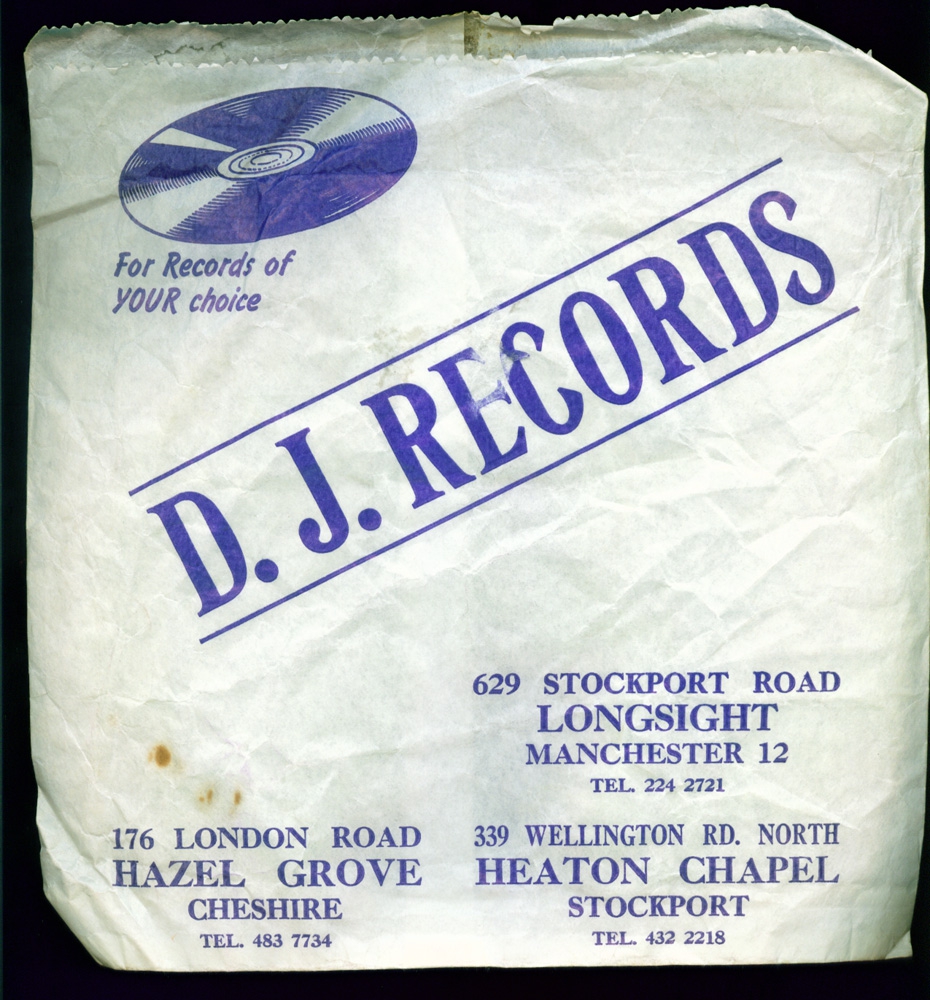 For Records of
YOUR choice
D. J. RECORDS
629 STOCKPORT ROAD
LONGSIGHT
MANCHESTER 12
TEL. 224 2721
176 LONDON ROAD
HAZEL GROVE
CHESHIRE
TEL. 483 7734
339 WELLINGTON RD. NORTH
HEATON CHAPEL
STOCKPORT
TEL. 432 2218